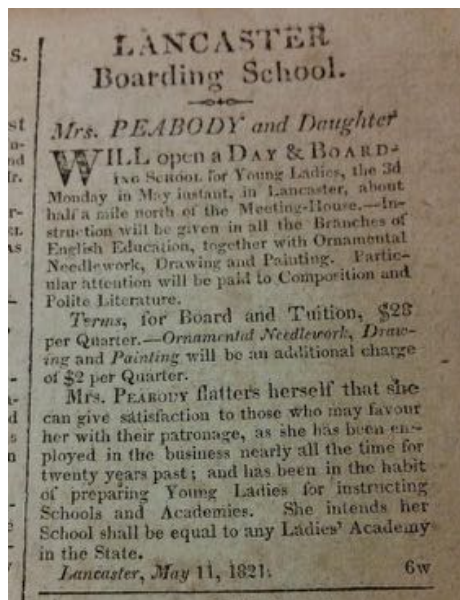 LANCASTER
Boarding School.
Mrs. PEABODY and Daughter
WILL open a DAY & BOARD-
ING SCHOOL for Young Ladies, the 3d
Monday in May instant, in Lancaster, about
half a mile north of the Meeting-House.—In-
struction will be given in all the Branches of
English Education, together with Ornamental
Needlework, Drawing and Painting. Partic-
ular attention will be paid to Composition and
Polite Literature.
Terms, for Board and Tuition, $28
per Quarter.—Ornamental Needlework, Draw-
ing and Painting will be an additional charge
of $2 per Quarter.
Mrs. PEABODY flatters herself that she
can give satisfaction to those who may favour
her with their patronage, as she has been em-
ployed in the business nearly all the time for
twenty years past; and has been in the habit
of preparing Young Ladies for instructing
Schools and Academies. She intends her
School shall be equal to any Ladies' Academy
in the State.
Lancaster, May 11, 1821. 6w